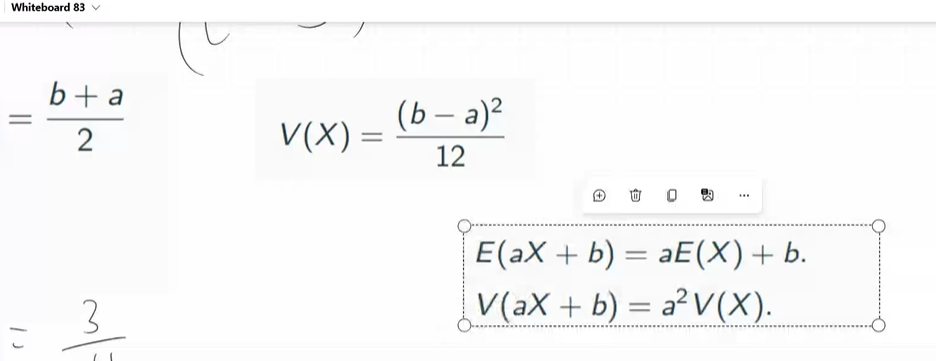 Whiteboard 83
= b + a / 2
V(X) = (b − a)² / 12
E(aX + b) = aE(X) + b.
V(aX + b) = a²V(X).
= 3